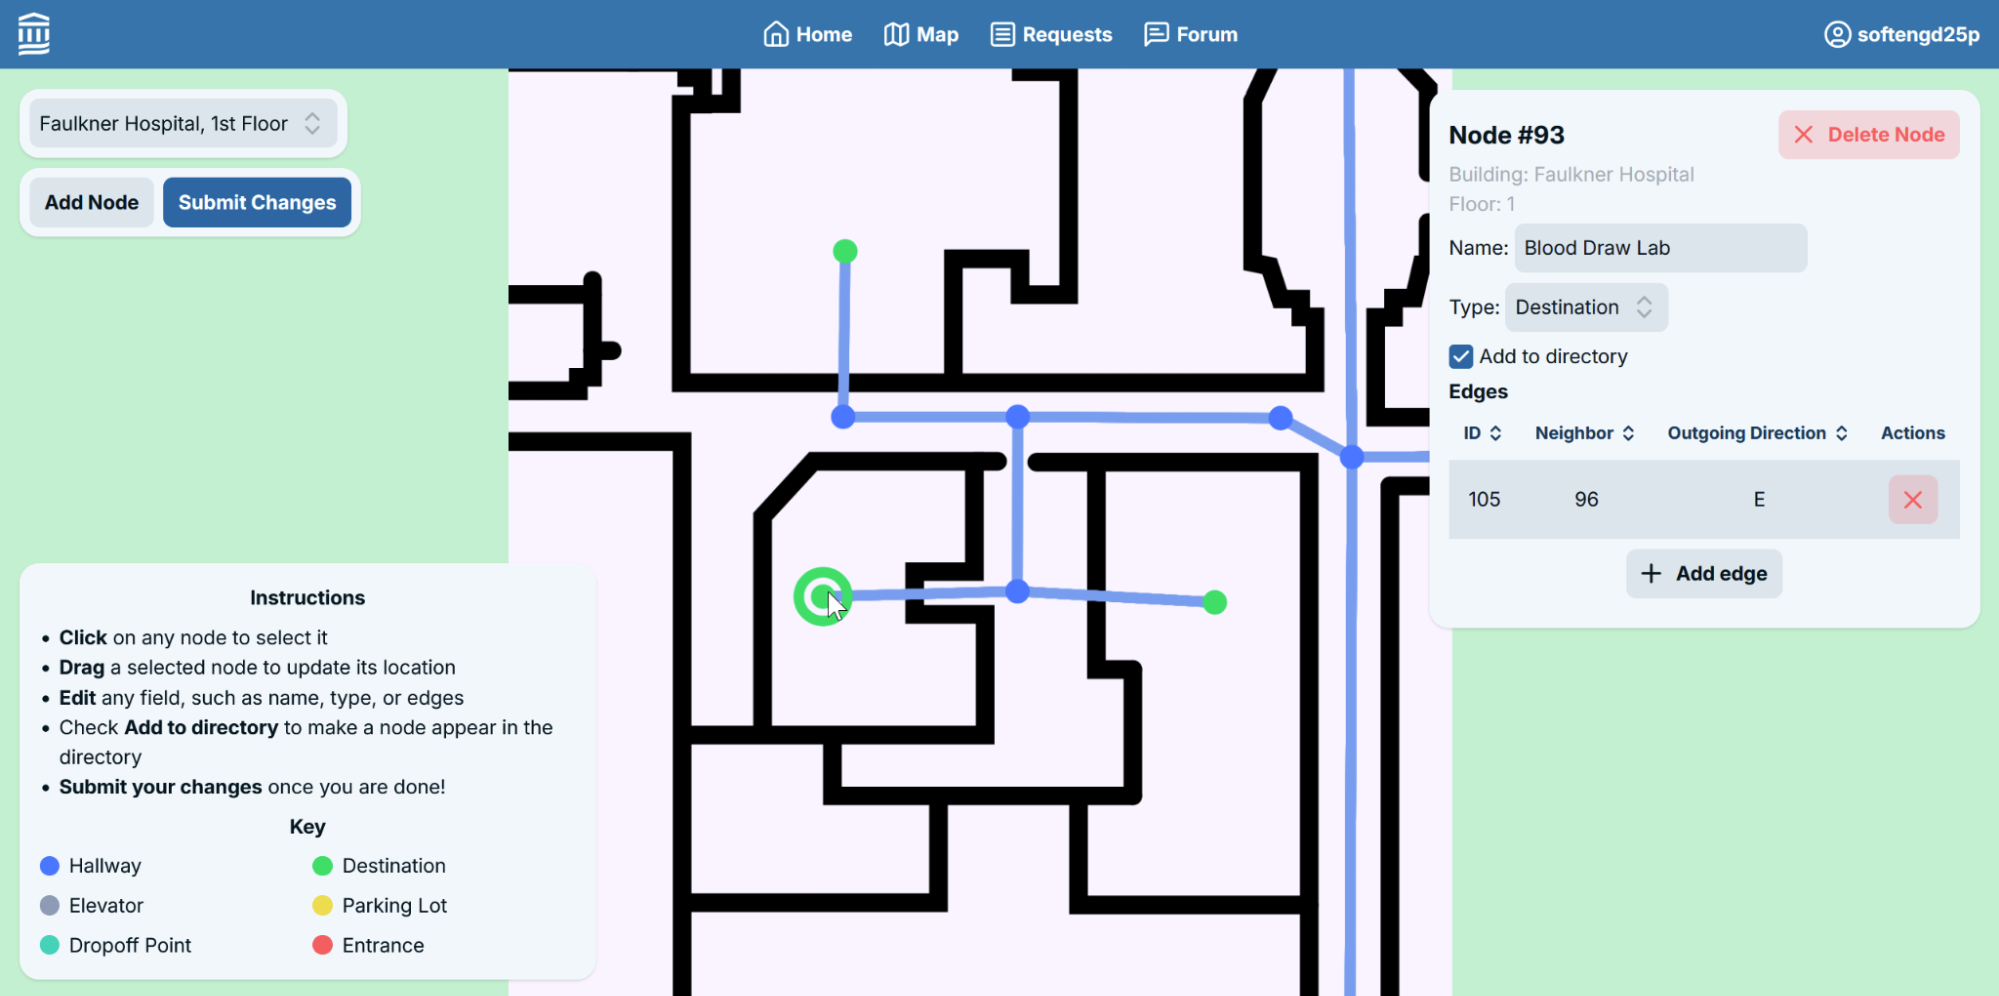 Home
Map
Requests
Forum
softengd25p
Faulkner Hospital, 1st Floor
Add Node
Submit Changes
Node #93
Delete Node
Building: Faulkner Hospital
Floor: 1
Name: Blood Draw Lab
Type: Destination
Add to directory
Edges
ID Neighbor Outgoing Direction Actions
105 96 E
Add edge
Instructions
• Click on any node to select it
• Drag a selected node to update its location
• Edit any field, such as name, type, or edges
• Check Add to directory to make a node appear in the
directory
• Submit your changes once you are done!
Key
Hallway
Destination
Elevator
Parking Lot
Dropoff Point
Entrance